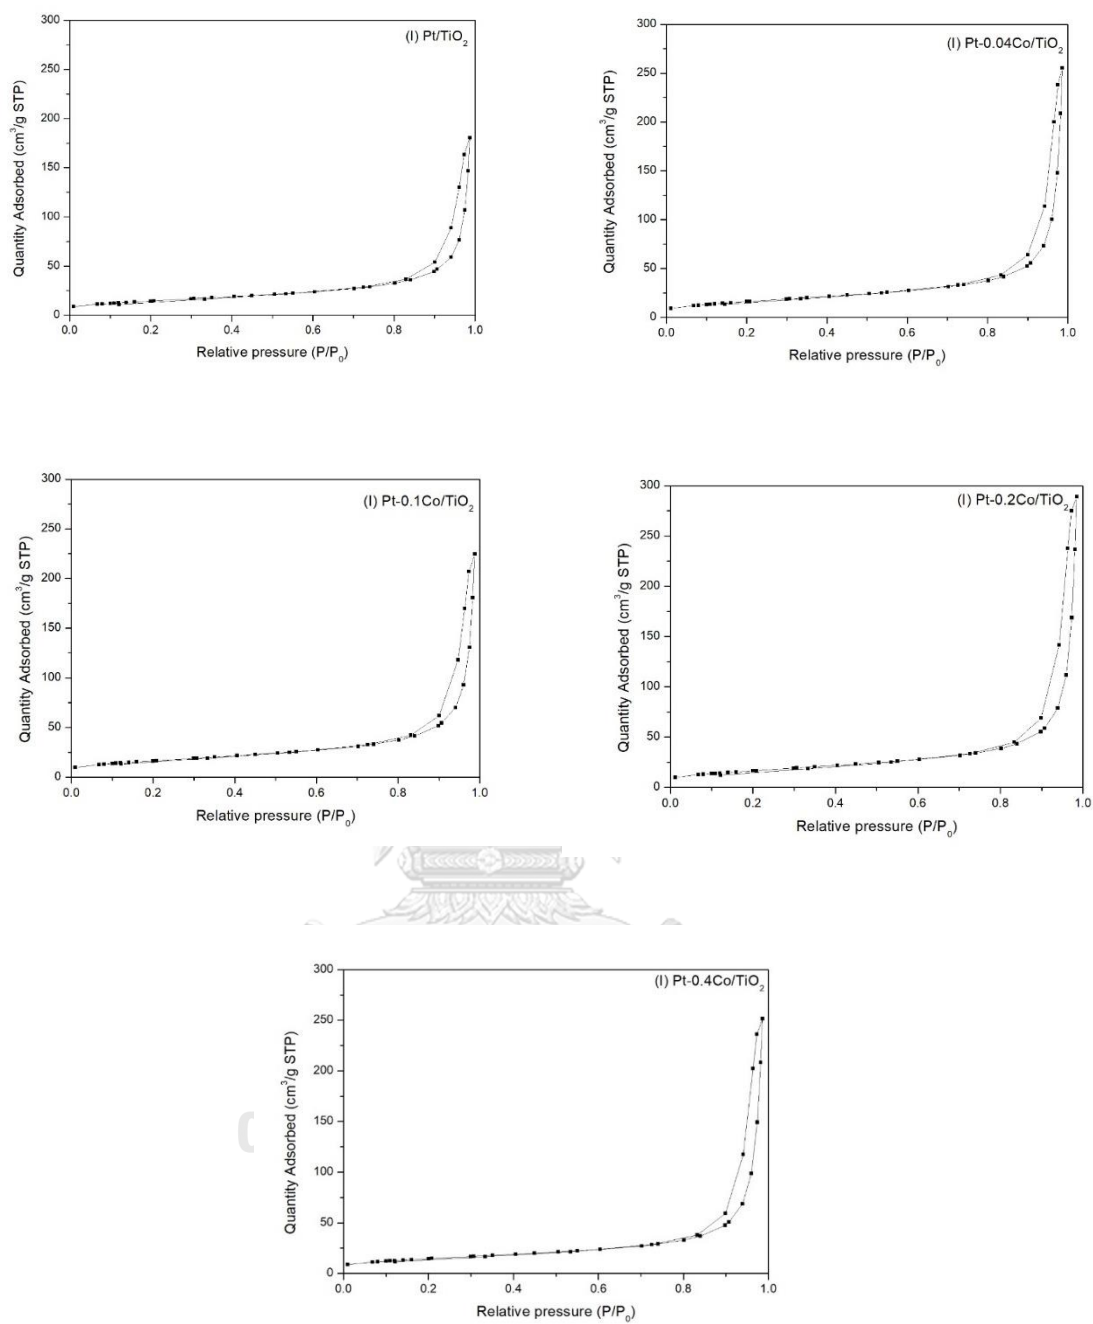 300
250
200
150
100
50
0
Quantity Adsorbed (cm³/g STP)
(I) Pt/TiO₂
0.0 0.2 0.4 0.6 0.8 1.0
Relative pressure (P/P₀)
300
250
200
150
100
50
0
Quantity Adsorbed (cm³/g STP)
(I) Pt-0.04Co/TiO₂
0.0 0.2 0.4 0.6 0.8 1.0
Relative pressure (P/P₀)
300
250
200
150
100
50
0
Quantity Adsorbed (cm³/g STP)
(I) Pt-0.1Co/TiO₂
0.0 0.2 0.4 0.6 0.8 1.0
Relative pressure (P/P₀)
300
250
200
150
100
50
0
Quantity Adsorbed (cm³/g STP)
(I) Pt-0.2Co/TiO₂
0.0 0.2 0.4 0.6 0.8 1.0
Relative pressure (P/P₀)
300
250
200
150
100
50
0
Quantity Adsorbed (cm³/g STP)
(I) Pt-0.4Co/TiO₂
0.0 0.2 0.4 0.6 0.8 1.0
Relative pressure (P/P₀)